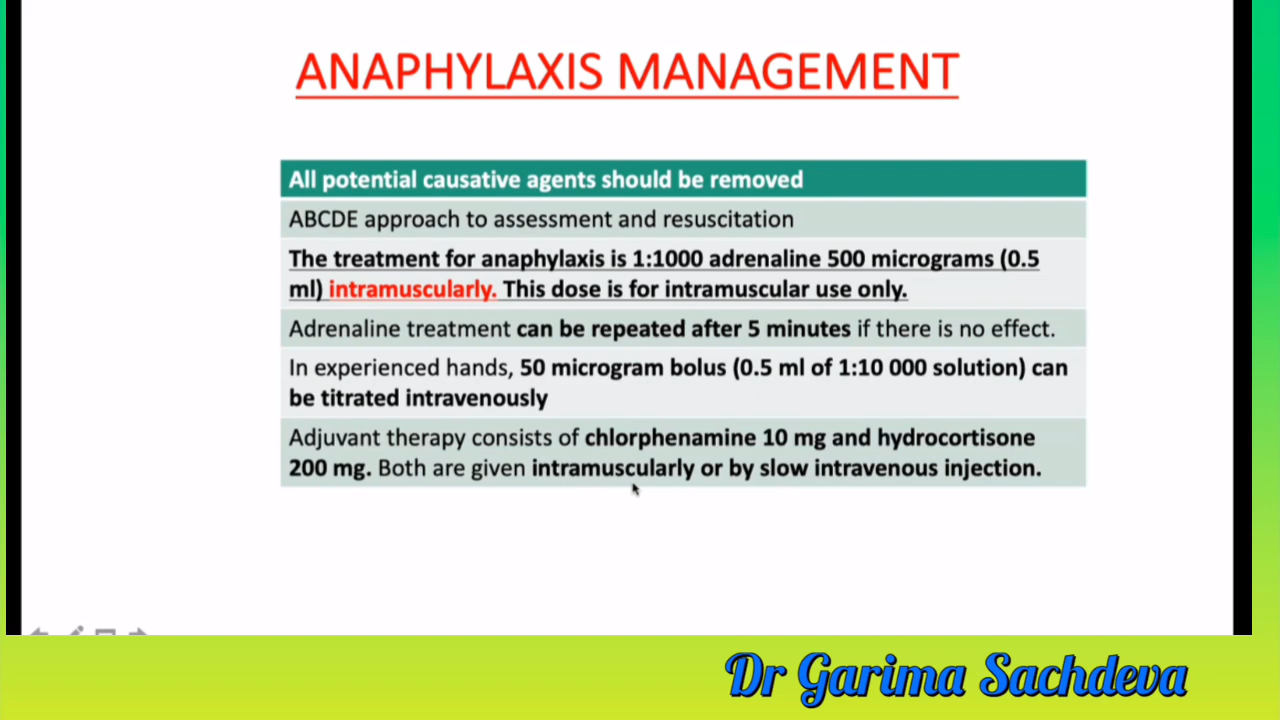 ANAPHYLAXIS MANAGEMENT
All potential causative agents should be removed
ABCDE approach to assessment and resuscitation
The treatment for anaphylaxis is 1:1000 adrenaline 500 micrograms (0.5
ml) intramuscularly. This dose is for intramuscular use only.
Adrenaline treatment can be repeated after 5 minutes if there is no effect.
In experienced hands, 50 microgram bolus (0.5 ml of 1:10 000 solution) can
be titrated intravenously
Adjuvant therapy consists of chlorphenamine 10 mg and hydrocortisone
200 mg. Both are given intramuscularly or by slow intravenous injection.
Dr Garima Sachdeva